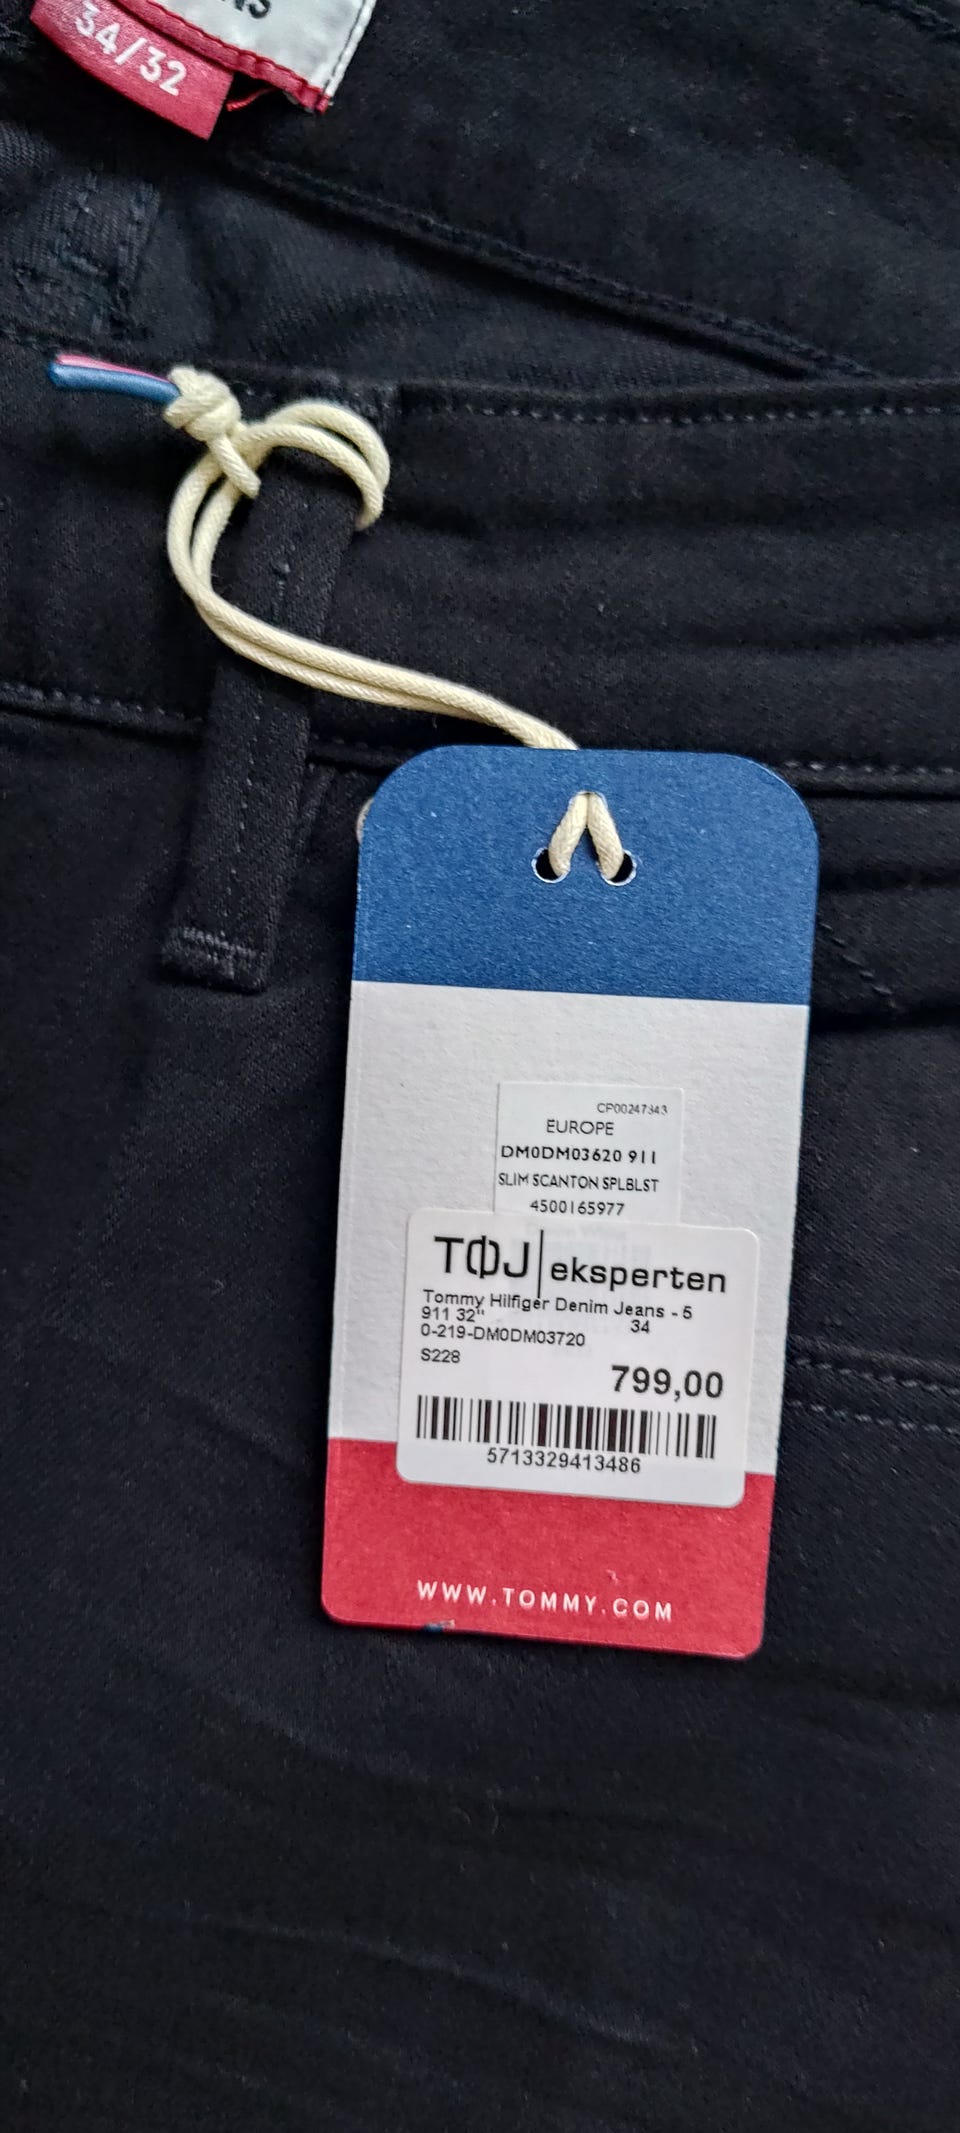 34/32
CP00247343
EUROPE
DM0DM03620 911
SLIM SCANTON SPLBLST
4500165977
TØJ eksperten
Tommy Hilfiger Denim Jeans - 5
911 32" 34
0-219-DM0DM03720
S228
799,00
5713329413486
WWW.TOMMY.COM